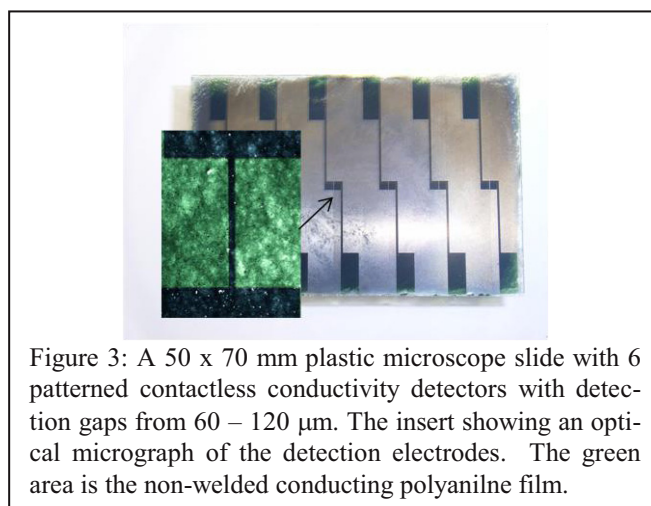 Figure 3: A 50 x 70 mm plastic microscope slide with 6
patterned contactless conductivity detectors with detec-
tion gaps from 60 – 120 μm. The insert showing an opti-
cal micrograph of the detection electrodes.  The green
area is the non-welded conducting polyanilne film.